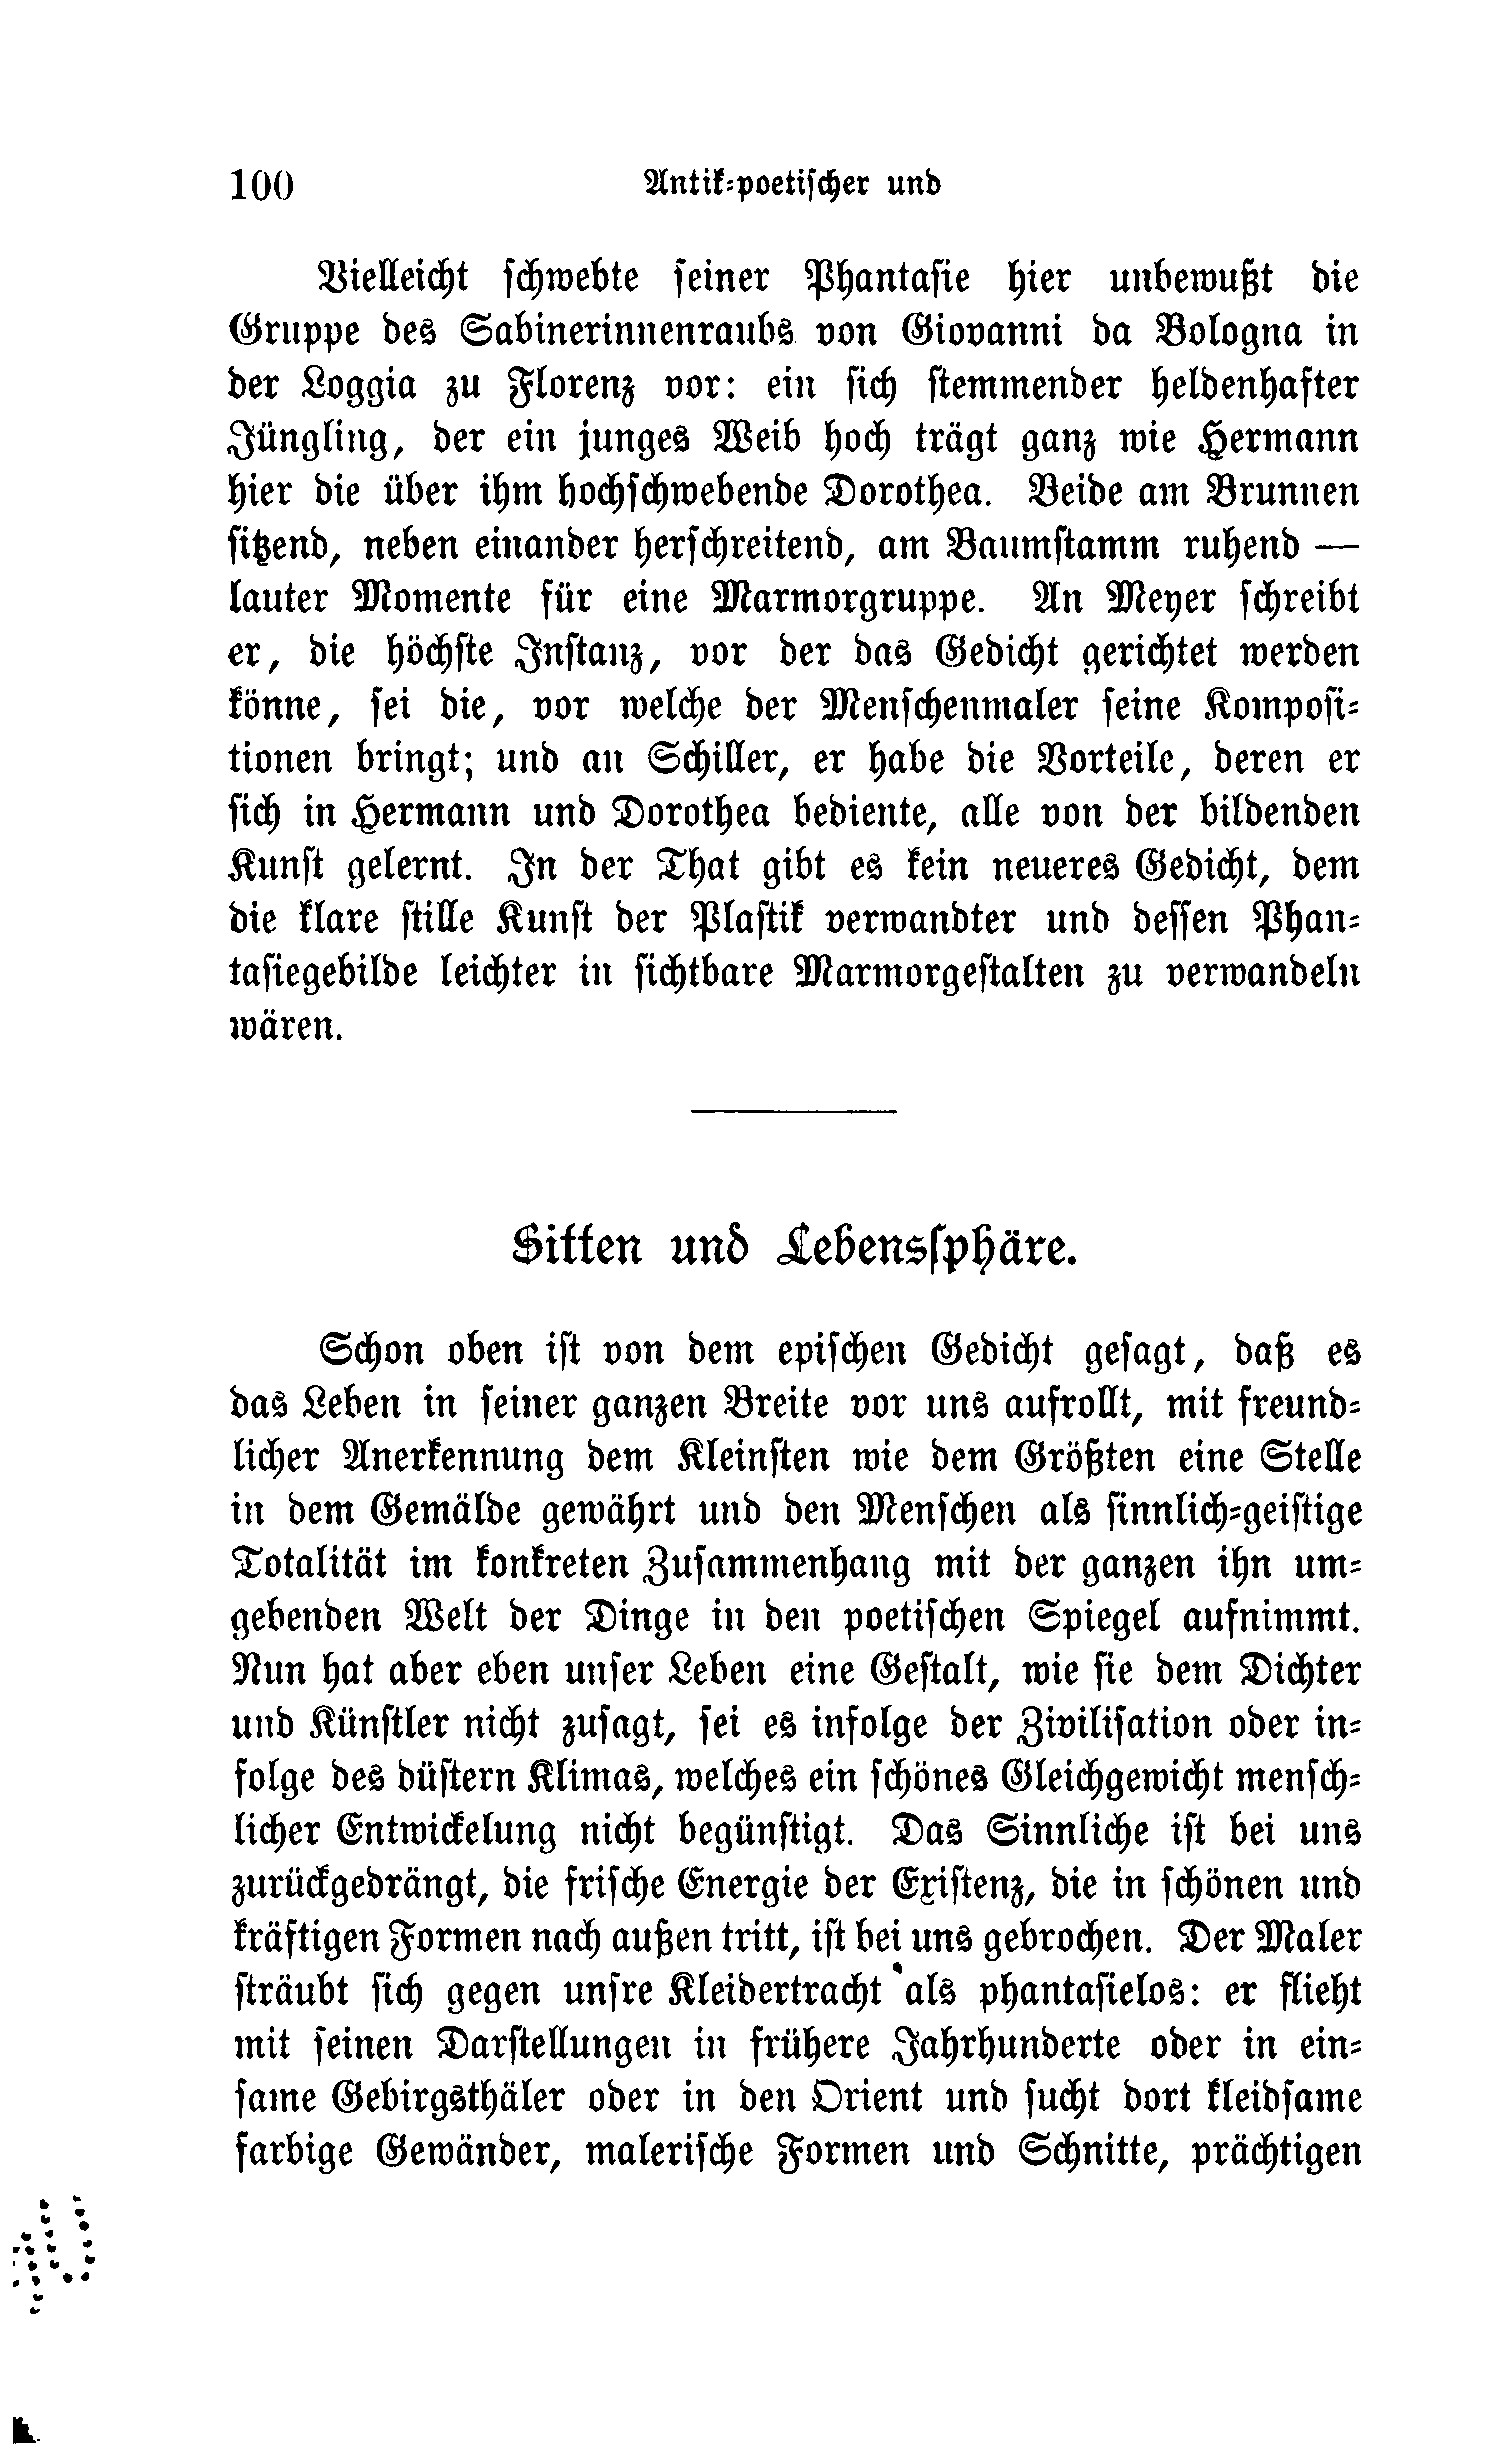 100 Antik⸗poetiſcher und
Vielleicht ſchwebte ſeiner Phantaſie hier unbewußt die
Gruppe des Sabinerinnenraubs von Giovanni da Bologna in
der Loggia zu Florenz vor: ein ſich ſtemmender heldenhafter
Jüngling, der ein junges Weib hoch trägt ganz wie Hermann
hier die über ihm hochſchwebende Dorothea. Beide am Brunnen
ſitzend, neben einander herſchreitend, am Baumſtamm ruhend —
lauter Momente für eine Marmorgruppe. An Meyer ſchreibt
er, die höchſte Inſtanz, vor der das Gedicht gerichtet werden
könne, ſei die, vor welche der Menſchenmaler ſeine Kompoſi⸗
tionen bringt; und an Schiller, er habe die Vorteile, deren er
ſich in Hermann und Dorothea bediente, alle von der bildenden
Kunſt gelernt. In der That gibt es kein neueres Gedicht, dem
die klare ſtille Kunſt der Plaſtik verwandter und deſſen Phan⸗
taſiegebilde leichter in ſichtbare Marmorgeſtalten zu verwandeln
wären.
Sitten und Lebensſphäre.
Schon oben iſt von dem epiſchen Gedicht geſagt, daß es
das Leben in ſeiner ganzen Breite vor uns aufrollt, mit freund⸗
licher Anerkennung dem Kleinſten wie dem Größten eine Stelle
in dem Gemälde gewährt und den Menſchen als ſinnlich⸗geiſtige
Totalität im konkreten Zuſammenhang mit der ganzen ihn um⸗
gebenden Welt der Dinge in den poetiſchen Spiegel aufnimmt.
Nun hat aber eben unſer Leben eine Geſtalt, wie ſie dem Dichter
und Künſtler nicht zuſagt, ſei es infolge der Ziviliſation oder in⸗
folge des düſtern Klimas, welches ein ſchönes Gleichgewicht menſch⸗
licher Entwickelung nicht begünſtigt. Das Sinnliche iſt bei uns
zurückgedrängt, die friſche Energie der Exiſtenz, die in ſchönen und
kräftigen Formen nach außen tritt, iſt bei uns gebrochen. Der Maler
ſträubt ſich gegen unſre Kleidertracht als phantaſielos: er flieht
mit ſeinen Darſtellungen in frühere Jahrhunderte oder in ein⸗
ſame Gebirgsthäler oder in den Orient und ſucht dort kleidſame
farbige Gewänder, maleriſche Formen und Schnitte, prächtigen